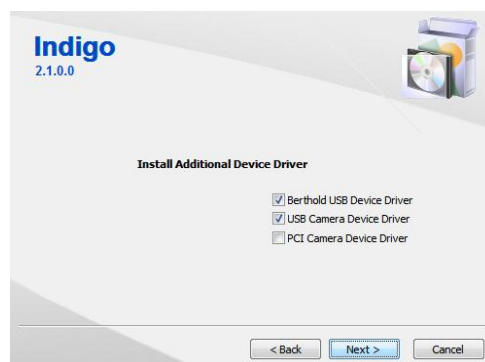 Indigo
2.1.0.0
Install Additional Device Driver
Berthold USB Device Driver
USB Camera Device Driver
PCI Camera Device Driver
< Back Next > Cancel